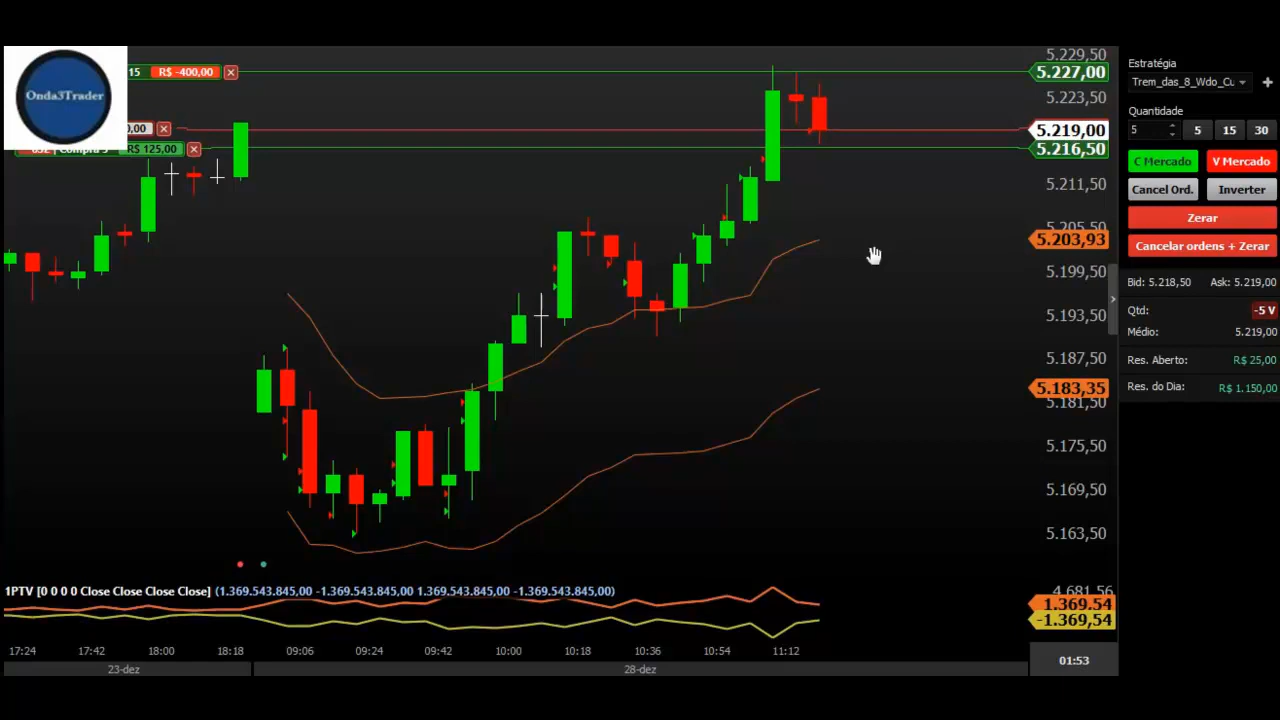 Onda3Trader
15 R$ -400,00
0,00
Compra 5 R$ 125,00
5.229,50
5.227,00
5.223,50
5.219,00
5.216,50
5.211,50
5.205,50
5.203,93
5.199,50
5.193,50
5.187,50
5.183,35
5.181,50
5.175,50
5.169,50
5.163,50
1PTV [0 0 0 0 Close Close Close Close] (1.369.543.845,00 -1.369.543.845,00 1.369.543.845,00 -1.369.543.845,00)
4.681,56
1.369,54
-1.369,54
17:24 17:42 18:00 18:18 09:06 09:24 09:42 10:00 10:18 10:36 10:54 11:12
23-dez 28-dez
01:53
Estratégia
Trem_das_8_Wdo_Cu
Quantidade
5 5 15 30
C Mercado V Mercado
Cancel Ord. Inverter
Zerar
Cancelar ordens + Zerar
Bid: 5.218,50 Ask: 5.219,00
Qtd: -5 V
Médio: 5.219,00
Res. Aberto: R$ 25,00
Res. do Dia: R$ 1.150,00